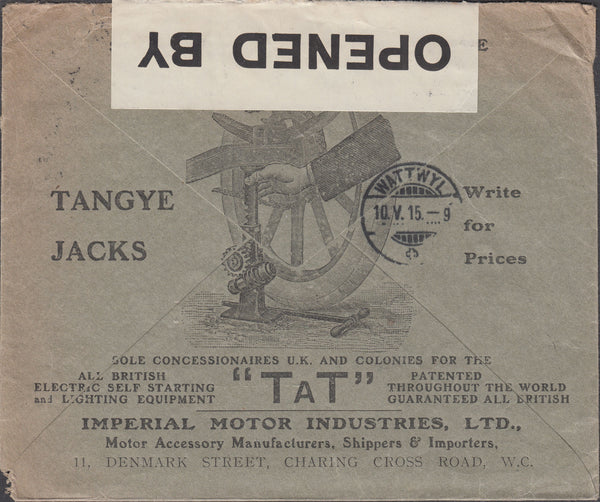 OPENED BY
TANGYE
JACKS
WATTWYL
10.V.15.–9
Write
for
Prices
SOLE CONCESSIONAIRES U.K. AND COLONIES FOR THE
ALL BRITISH
ELECTRIC SELF STARTING
and LIGHTING EQUIPMENT
"TAT"
PATENTED
THROUGHOUT THE WORLD
GUARANTEED ALL BRITISH
IMPERIAL MOTOR INDUSTRIES, LTD.,
Motor Accessory Manufacturers, Shippers & Importers,
11, DENMARK STREET, CHARING CROSS ROAD, W.C.